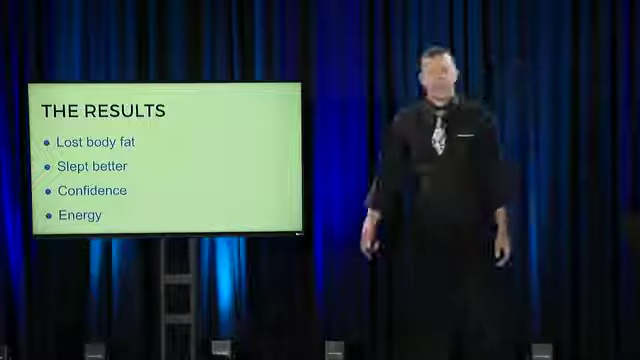 THE RESULTS
• Lost body fat
• Slept better
• Confidence
• Energy